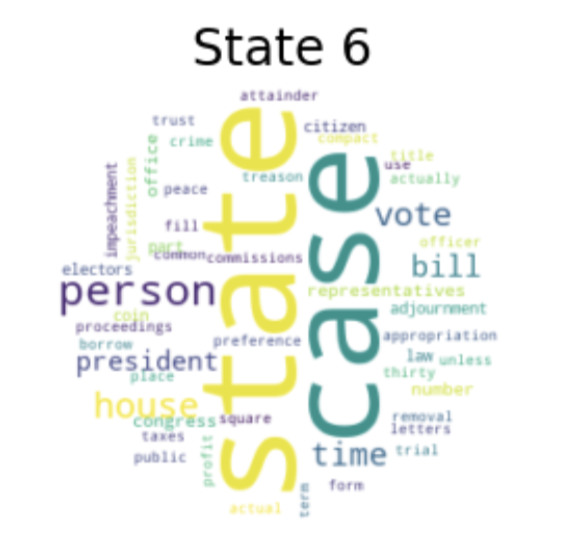 State 6
attainder
trust
citizen
crime
compact
office
title
use
impeachment
jurisdiction
treason
actually
peace
state
case
vote
fill
part
officer
common
commissions
electors
bill
person
representatives
coin
adjournment
proceedings
borrow
preference
appropriation
president
law
unless
place
thirty
number
house
congress
square
removal
letters
taxes
public
profit
time
trial
form
actual
term